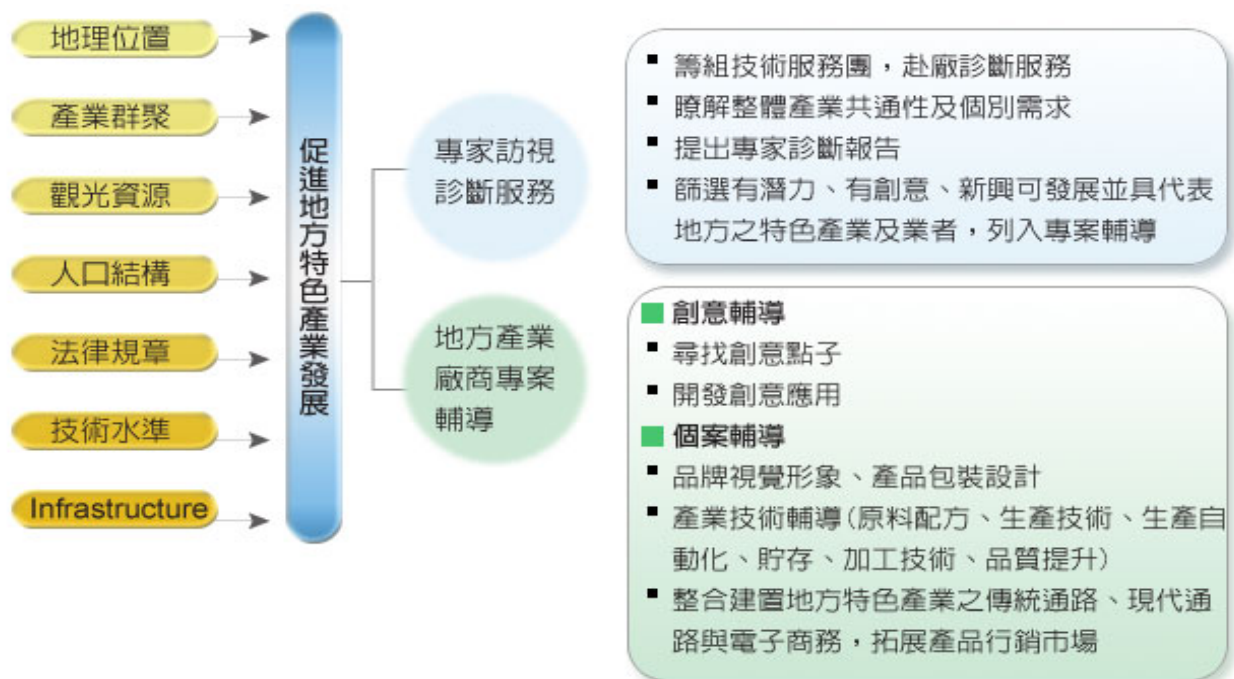 地理位置
產業群聚
觀光資源
人口結構
法律規章
技術水準
Infrastructure
促進地方特色產業發展
專家訪視
診斷服務
▪ 籌組技術服務團，赴廠診斷服務
▪ 瞭解整體產業共通性及個別需求
▪ 提出專家診斷報告
▪ 篩選有潛力、有創意、新興可發展並具代表
地方之特色產業及業者，列入專案輔導
地方產業
廠商專案
輔導
■ 創意輔導
▪ 尋找創意點子
▪ 開發創意應用
■ 個案輔導
▪ 品牌視覺形象、產品包裝設計
▪ 產業技術輔導(原料配方、生產技術、生產自
動化、貯存、加工技術、品質提升)
▪ 整合建置地方特色產業之傳統通路、現代通
路與電子商務，拓展產品行銷市場